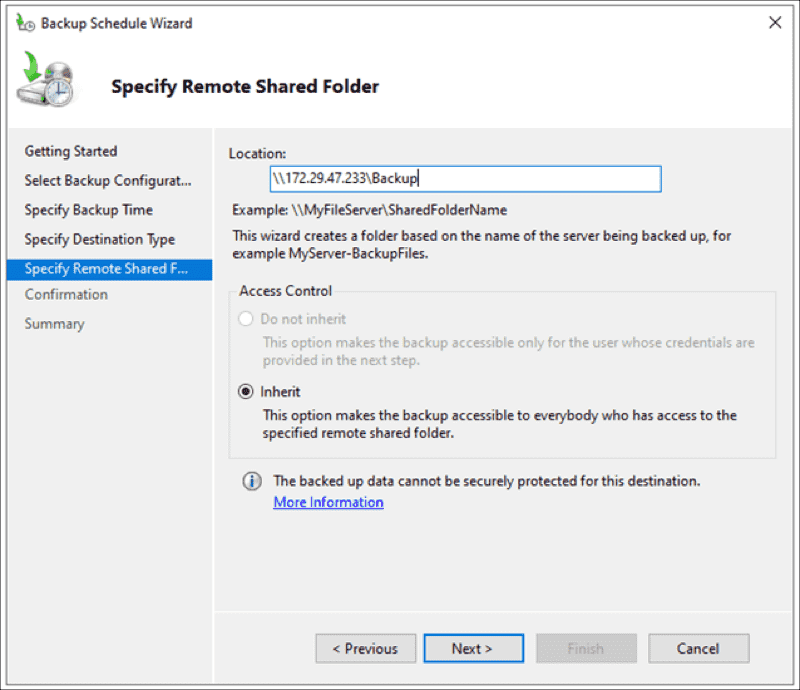 Backup Schedule Wizard
Specify Remote Shared Folder
Getting Started
Select Backup Configurat...
Specify Backup Time
Specify Destination Type
Specify Remote Shared F...
Confirmation
Summary
Location:
\\172.29.47.233\Backup
Example: \\MyFileServer\SharedFolderName
This wizard creates a folder based on the name of the server being backed up, for
example MyServer-BackupFiles.
Access Control
Do not inherit
This option makes the backup accessible only for the user whose credentials are
provided in the next step.
Inherit
This option makes the backup accessible to everybody who has access to the
specified remote shared folder.
The backed up data cannot be securely protected for this destination.
More Information
< Previous
Next >
Finish
Cancel